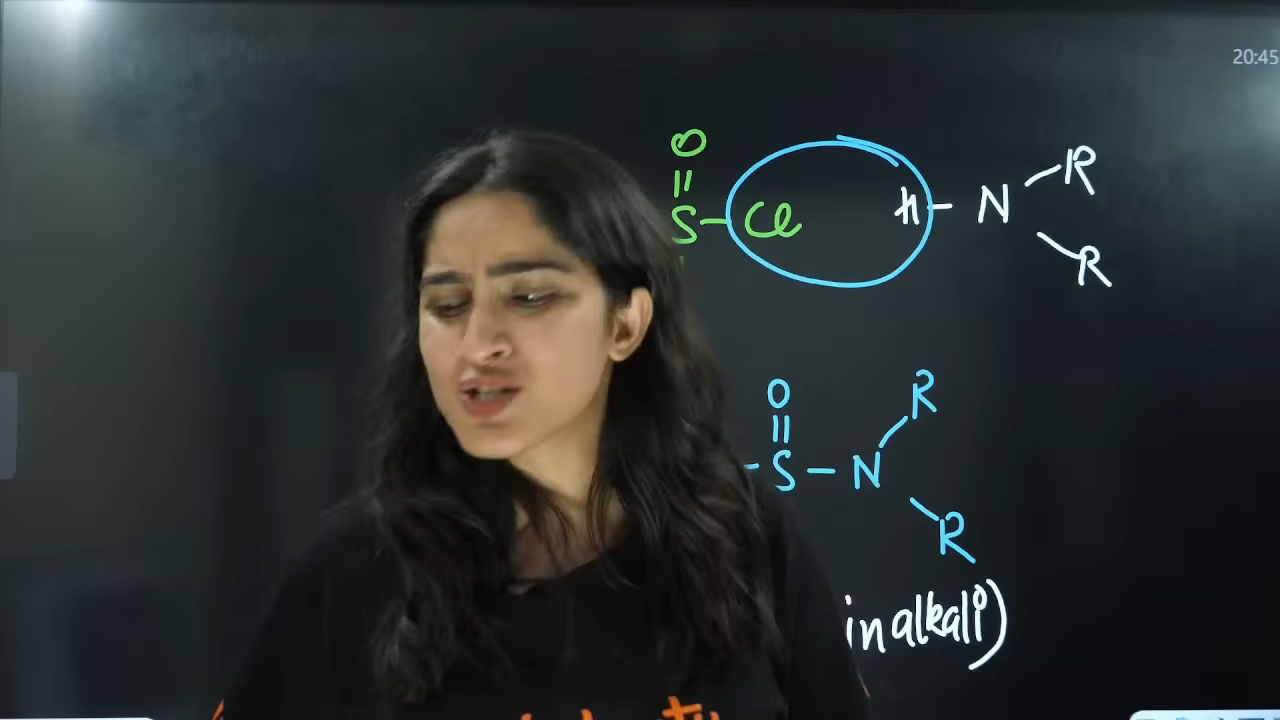 20:45
O
||
S - Cl H - N R
R
O
||
- S - N R
R
in alkali)